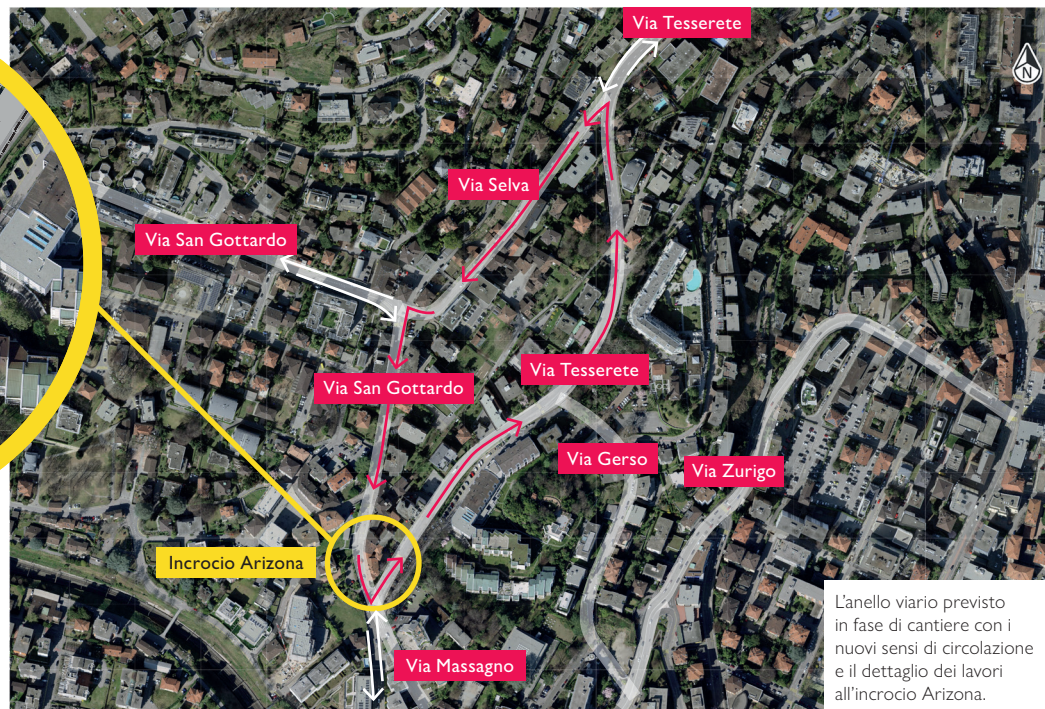 Via Tesserete
N
Via Selva
Via San Gottardo
Via Tesserete
Via San Gottardo
Via Gerso
Via Zurigo
Incrocio Arizona
Via Massagno
L'anello viario previsto
in fase di cantiere con i
nuovi sensi di circolazione
e il dettaglio dei lavori
all'incrocio Arizona.